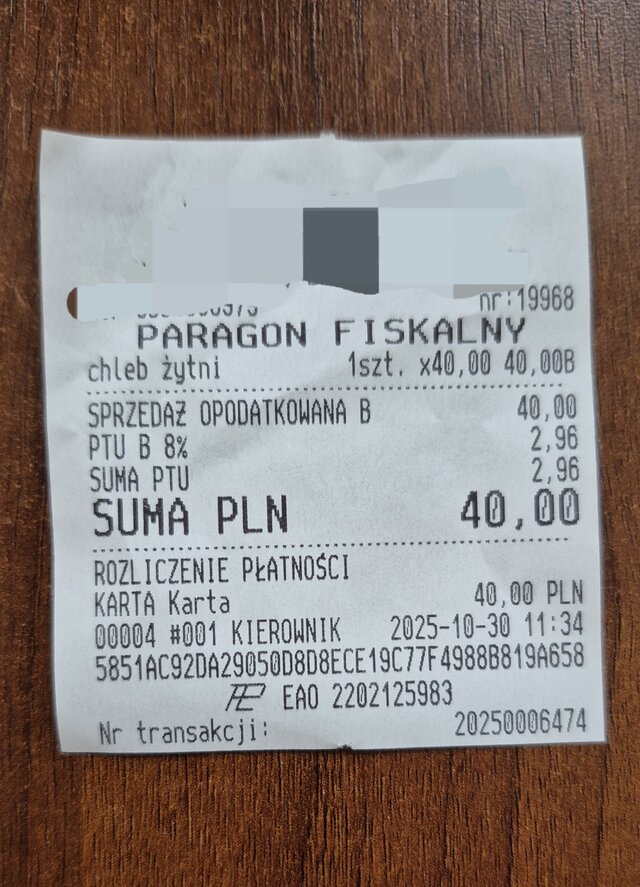 nr:19968
PARAGON FISKALNY
chleb żytni 1szt. x40,00 40,00B
SPRZEDAŻ OPODATKOWANA B 40,00
PTU B 8% 2,96
SUMA PTU 2,96
SUMA PLN 40,00
ROZLICZENIE PŁATNOŚCI
KARTA Karta 40,00 PLN
00004 #001 KIEROWNIK 2025-10-30 11:34
5851AC92DA29050D8D8ECE19C77F4988B819A658
EAO 2202125983
Nr transakcji: 20250006474